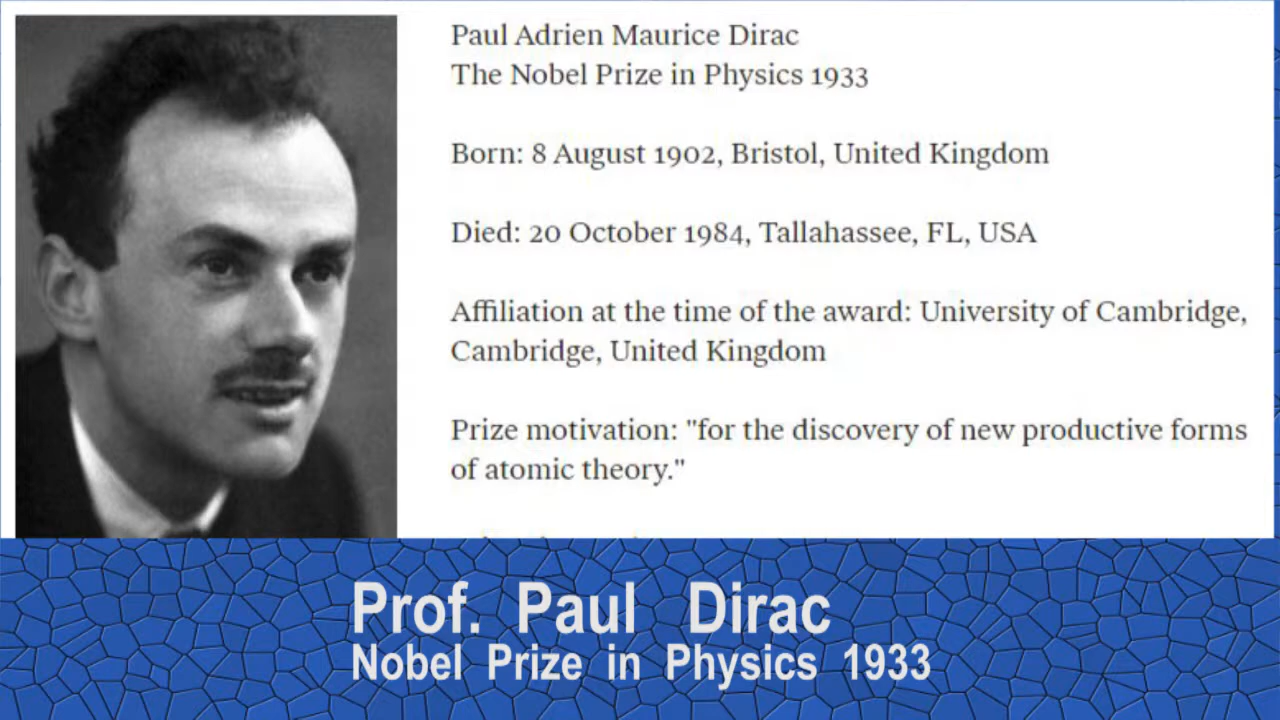 Paul Adrien Maurice Dirac
The Nobel Prize in Physics 1933
Born: 8 August 1902, Bristol, United Kingdom
Died: 20 October 1984, Tallahassee, FL, USA
Affiliation at the time of the award: University of Cambridge,
Cambridge, United Kingdom
Prize motivation: "for the discovery of new productive forms
of atomic theory."
Prof. Paul Dirac
Nobel Prize in Physics 1933